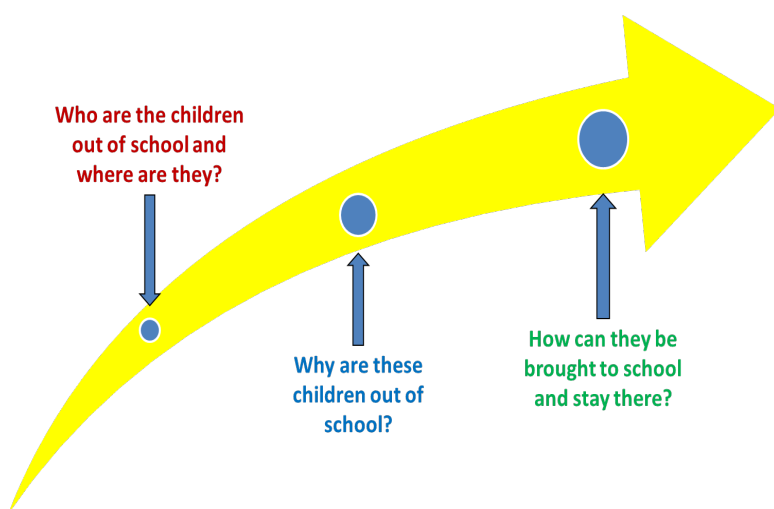 Who are the children
out of school and
where are they?
Why are these
children out of
school?
How can they be
brought to school
and stay there?